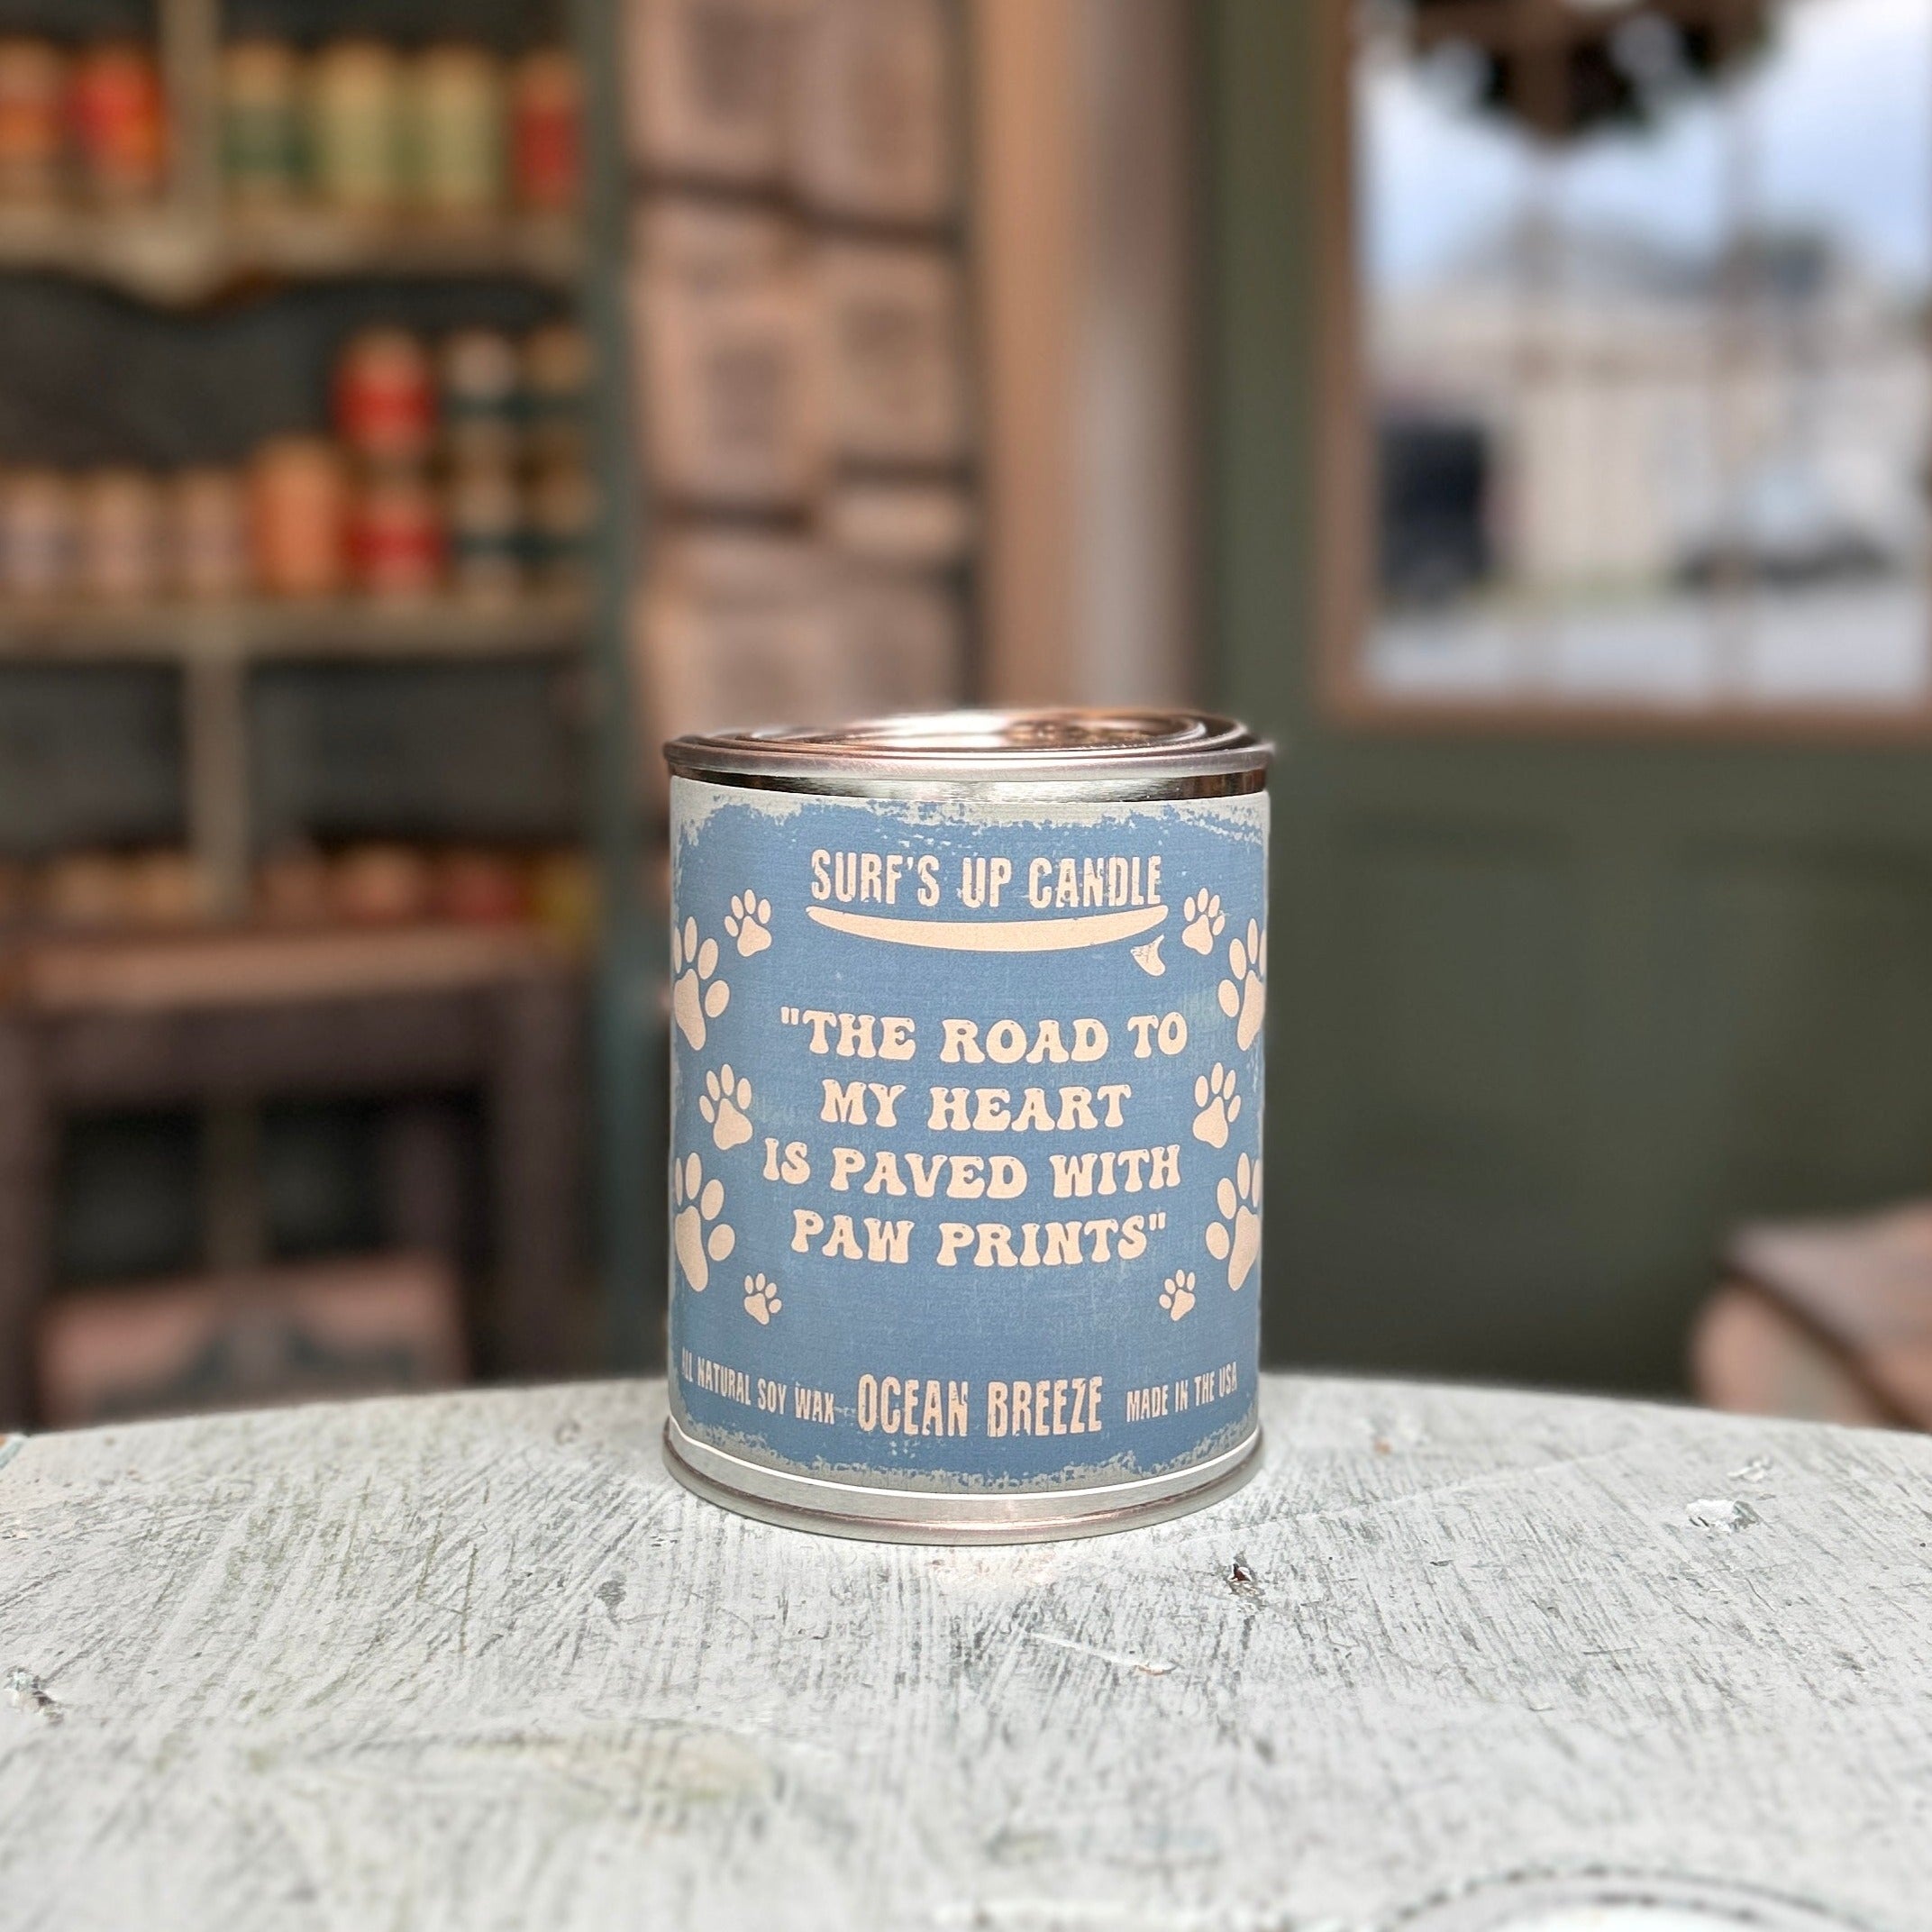 SURF'S UP CANDLE
"THE ROAD TO
MY HEART
IS PAVED WITH
PAW PRINTS"
ALL NATURAL SOY WAX OCEAN BREEZE MADE IN THE USA